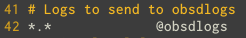 41 # Logs to send to obsdlogs
42 *.*            @obsdlogs